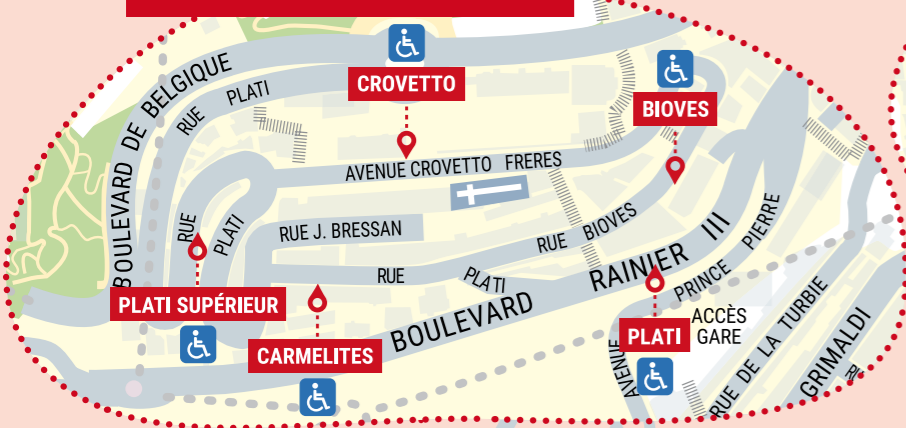 BOULEVARD DE BELGIQUE
RUE PLATI
CROVETTO
BIOVES
AVENUE CROVETTO FRERES
RUE PLATI
RUE J. BRESSAN
RUE BIOVES
RUE PLATI
BOULEVARD RAINIER III
AVENUE PRINCE PIERRE
PLATI SUPÉRIEUR
CARMELITES
PLATI
ACCÈS
GARE
RUE DE LA TURBIE
GRIMALDI